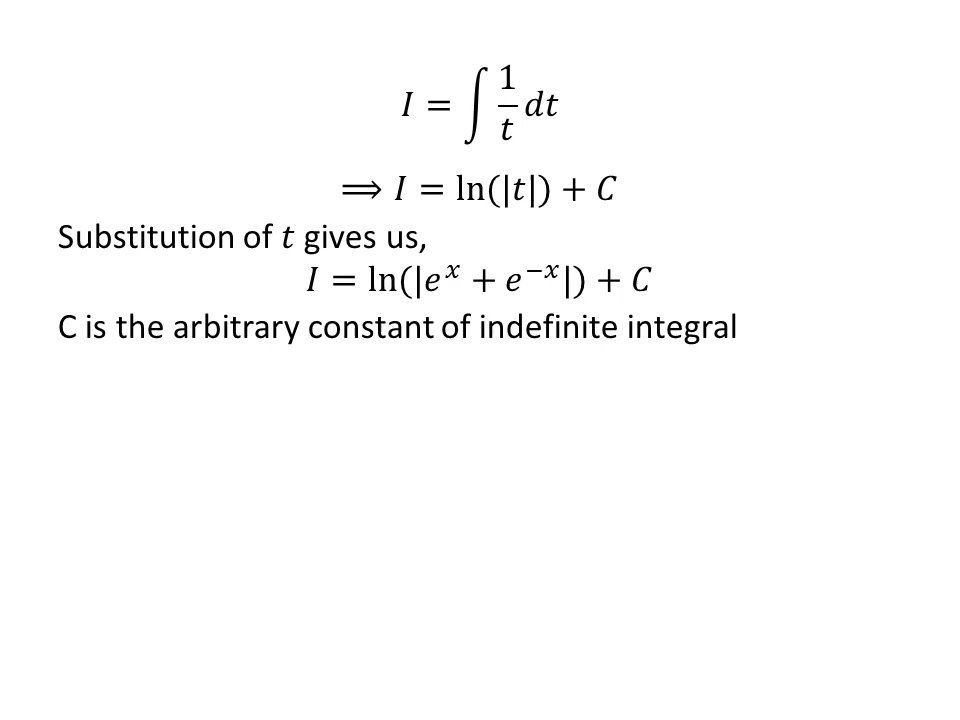 𝐼 = ∫ 1/𝑡 𝑑𝑡
⟹ 𝐼 = ln(|𝑡|) + 𝐶
Substitution of 𝑡 gives us,
𝐼 = ln(|𝑒^𝑥 + 𝑒^−𝑥|) + 𝐶
C is the arbitrary constant of indefinite integral